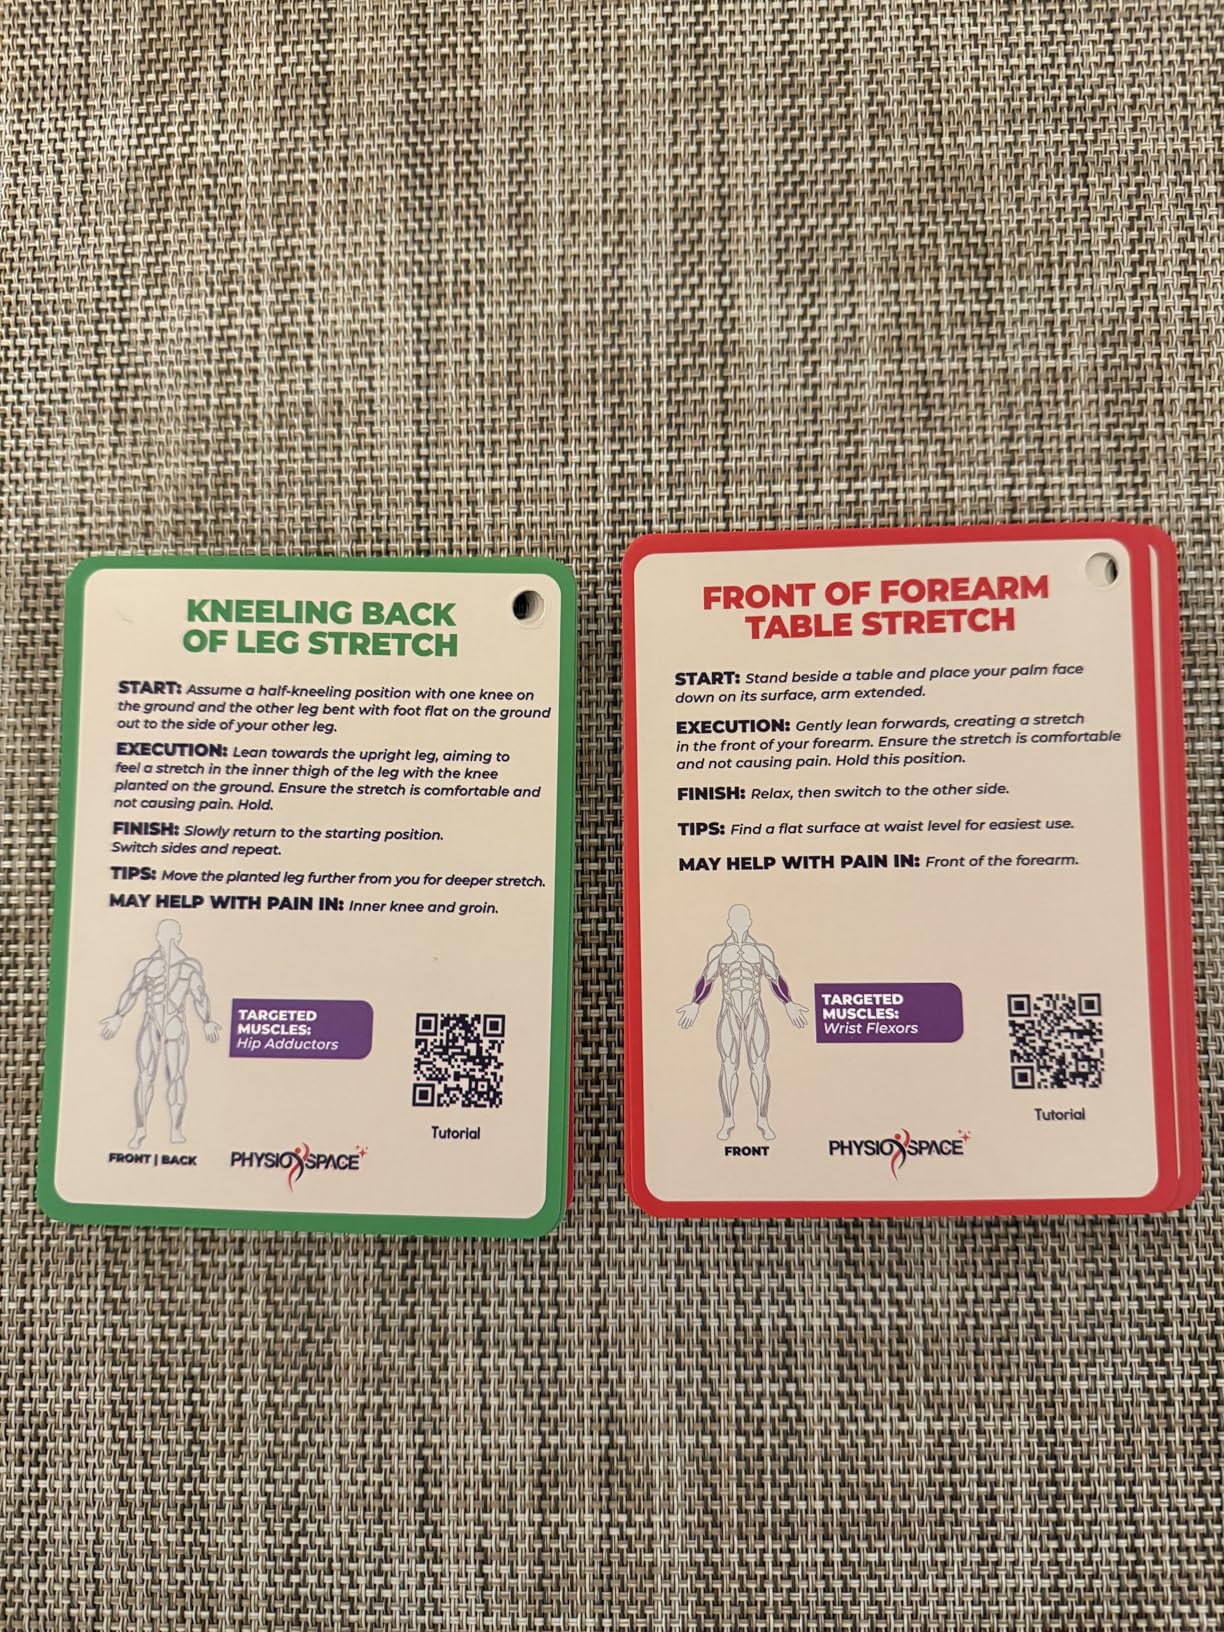 KNEELING BACK
OF LEG STRETCH
START: Assume a half-kneeling position with one knee on
the ground and the other leg bent with foot flat on the ground
out to the side of your other leg.
EXECUTION: Lean towards the upright leg, aiming to
feel a stretch in the inner thigh of the leg with the knee
planted on the ground. Ensure the stretch is comfortable and
not causing pain. Hold.
FINISH: Slowly return to the starting position.
Switch sides and repeat.
TIPS: Move the planted leg further from you for deeper stretch.
MAY HELP WITH PAIN IN: Inner knee and groin.
TARGETED
MUSCLES:
Hip Adductors
Tutorial
FRONT | BACK
PHYSIO SPACE
FRONT OF FOREARM
TABLE STRETCH
START: Stand beside a table and place your palm face
down on its surface, arm extended.
EXECUTION: Gently lean forwards, creating a stretch
in the front of your forearm. Ensure the stretch is comfortable
and not causing pain. Hold this position.
FINISH: Relax, then switch to the other side.
TIPS: Find a flat surface at waist level for easiest use.
MAY HELP WITH PAIN IN: Front of the forearm.
TARGETED
MUSCLES:
Wrist Flexors
Tutorial
FRONT
PHYSIO SPACE